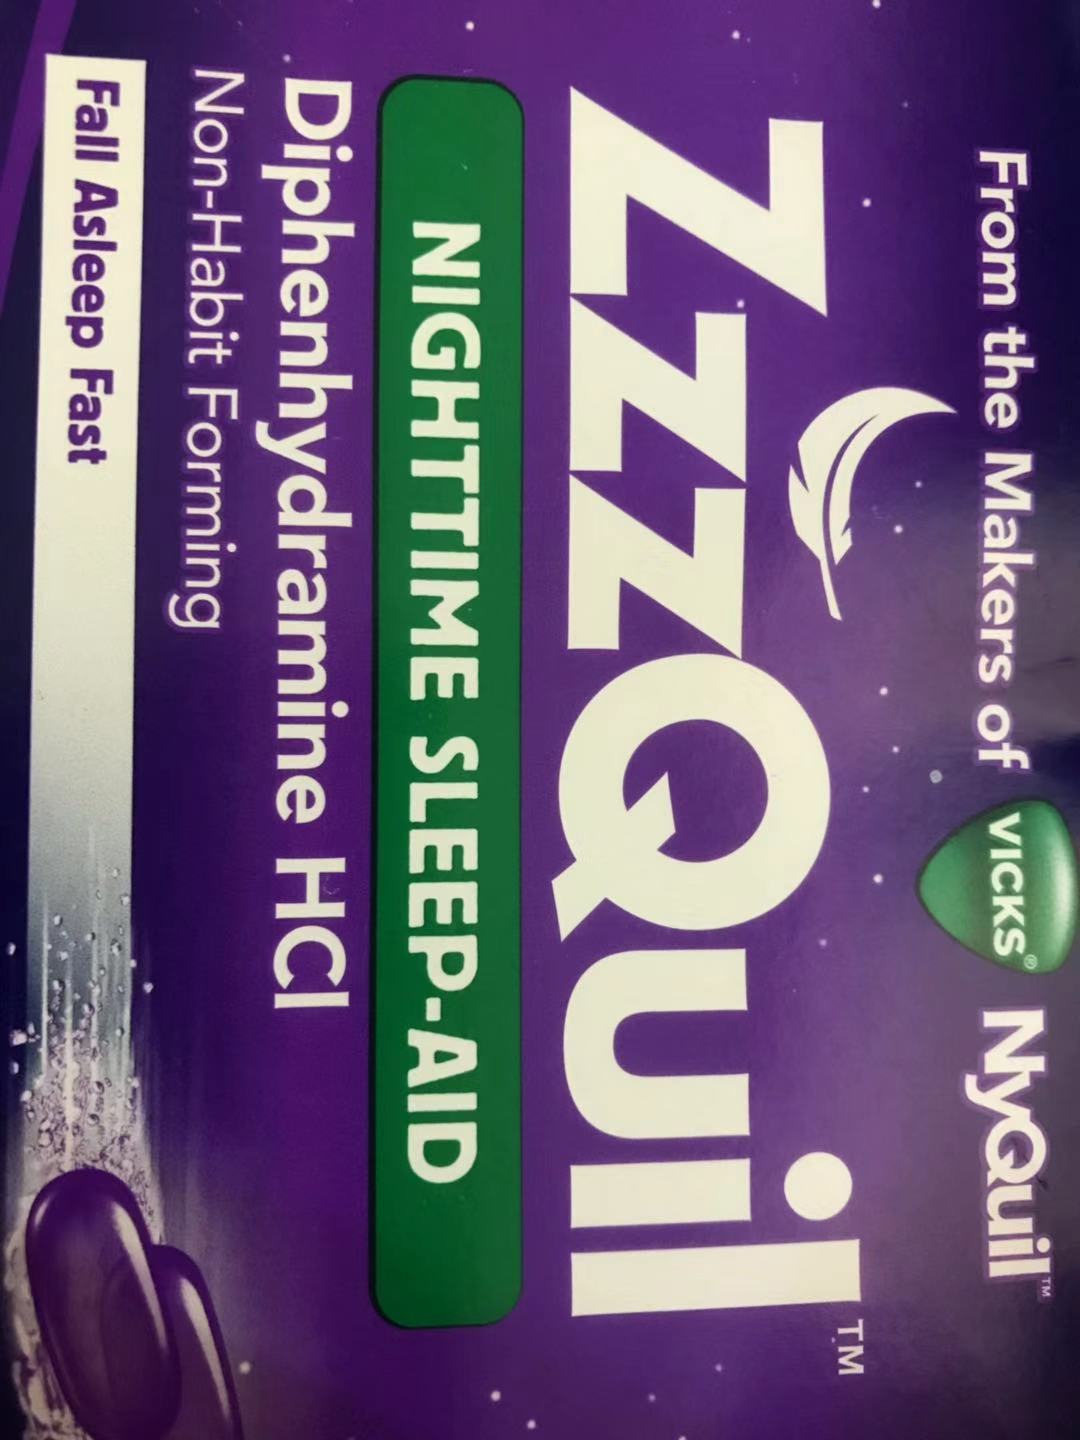 From the Makers of VICKS® NyQuil™
ZzzQuil™
NIGHTTIME SLEEP-AID
Diphenhydramine HCl
Non-Habit Forming
Fall Asleep Fast